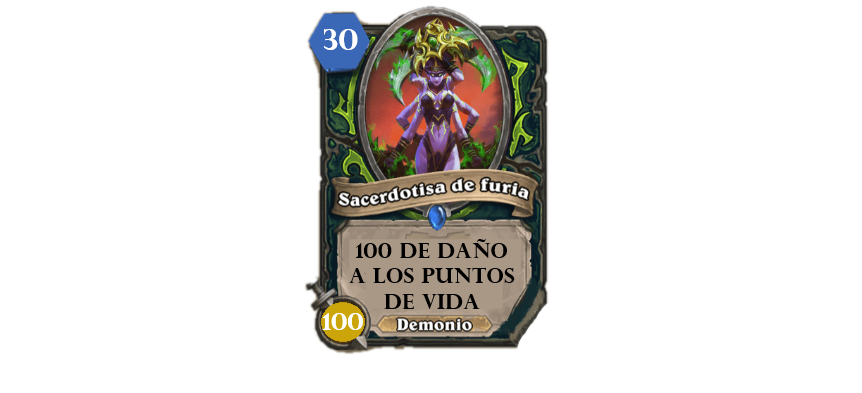 30
Sacerdotisa de furia
100 DE DAÑO
A LOS PUNTOS
DE VIDA
100
Demonio